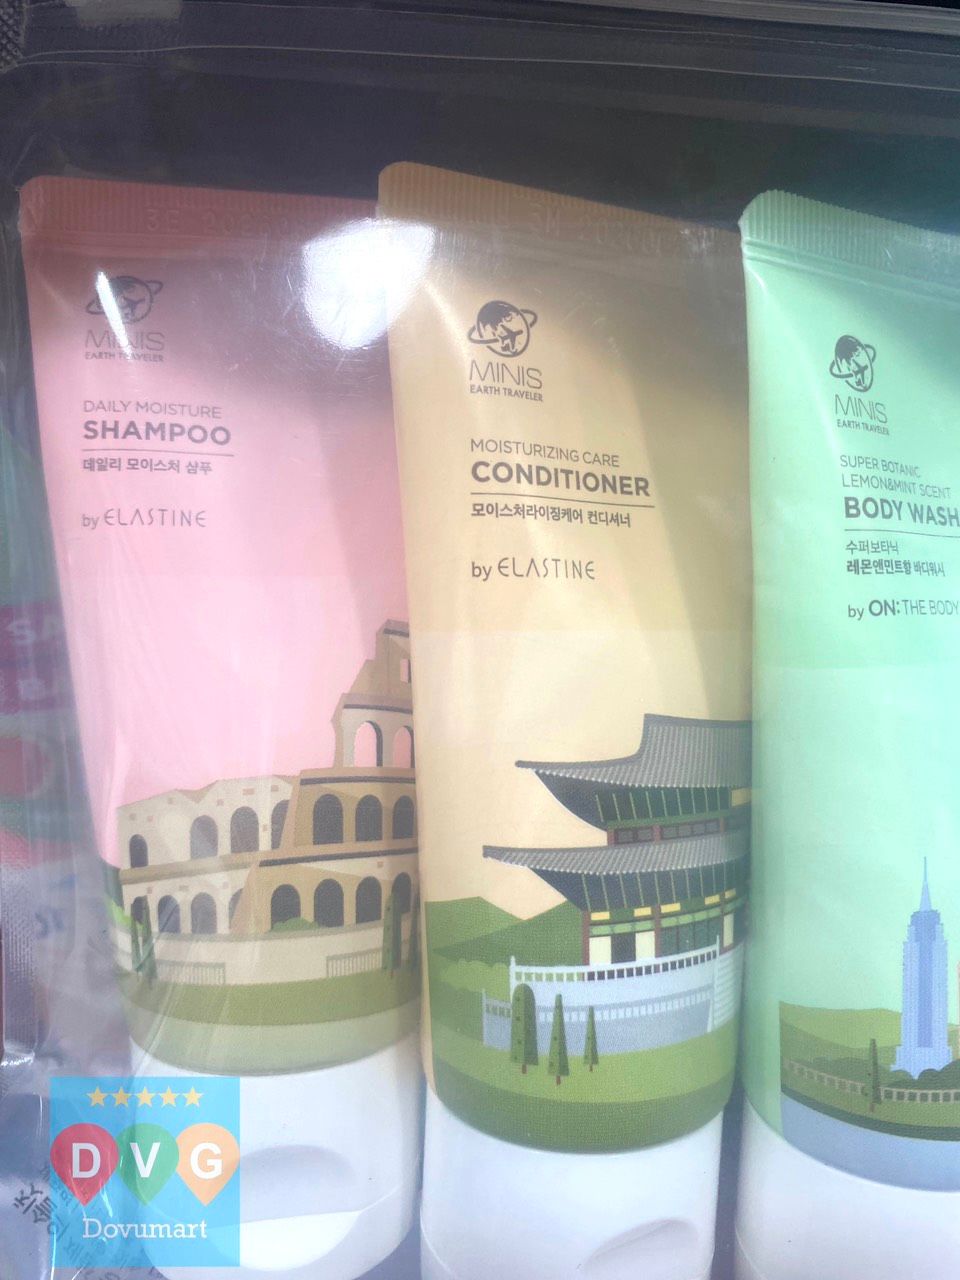 MINIS
EARTH TRAVELER
DAILY MOISTURE
SHAMPOO
데일리 모이스처 샴푸
by ELASTINE
MINIS
EARTH TRAVELER
MOISTURIZING CARE
CONDITIONER
모이스처라이징케어 컨디셔너
by ELASTINE
MINIS
EARTH TRAVELER
SUPER BOTANIC
LEMON&MINT SCENT
BODY WASH
수퍼보타닉
레몬앤민트향 바디워시
by ON: THE BODY
DVG
Dovumart